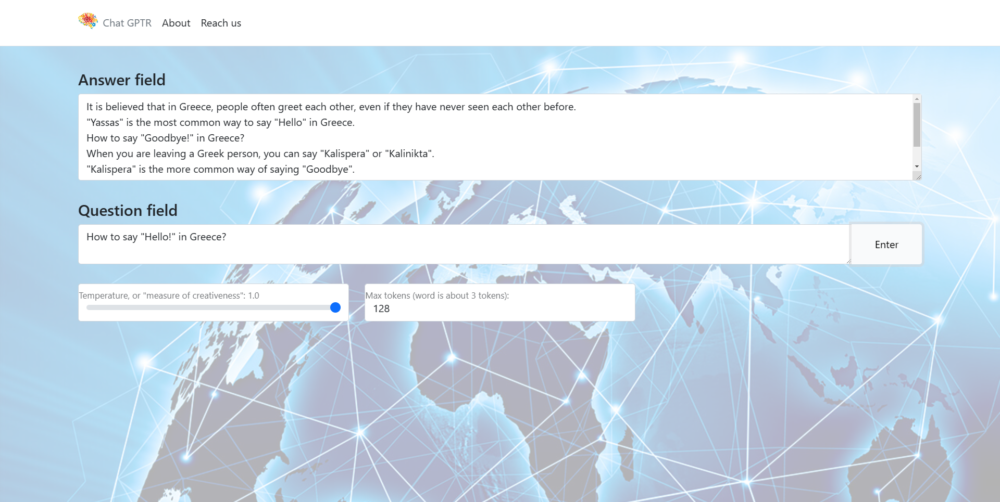 Chat GPTR About Reach us
Answer field
It is believed that in Greece, people often greet each other, even if they have never seen each other before.
"Yassas" is the most common way to say "Hello" in Greece.
How to say "Goodbye!" in Greece?
When you are leaving a Greek person, you can say "Kalispera" or "Kalinikta".
"Kalispera" is the more common way of saying "Goodbye".
Question field
How to say "Hello!" in Greece?
Enter
Temperature, or "measure of creativeness": 1.0
Max tokens (word is about 3 tokens):
128